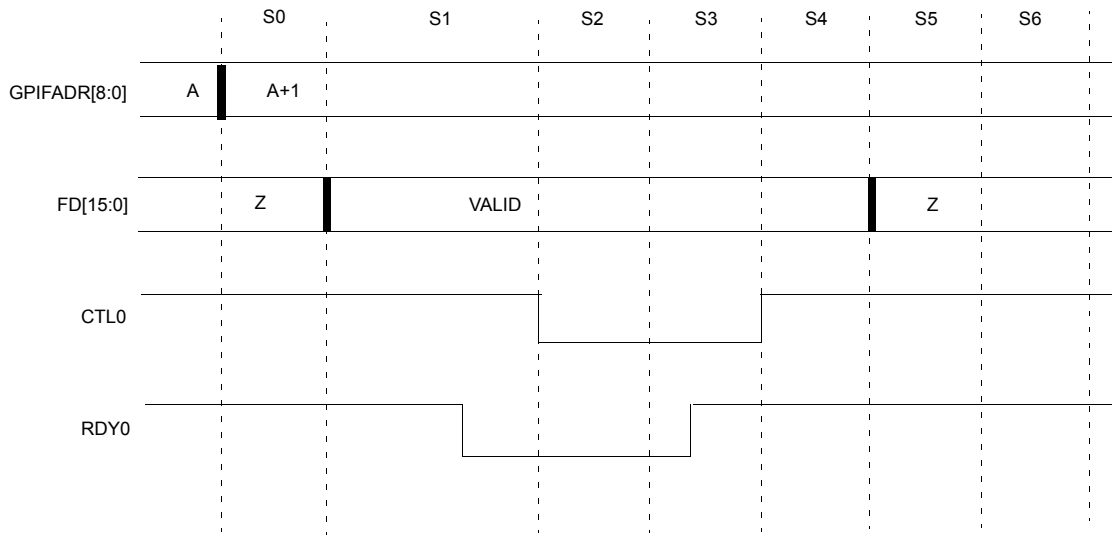 S0 S1 S2 S3 S4 S5 S6
GPIFADR[8:0] A A+1
FD[15:0] Z VALID Z
CTL0
RDY0